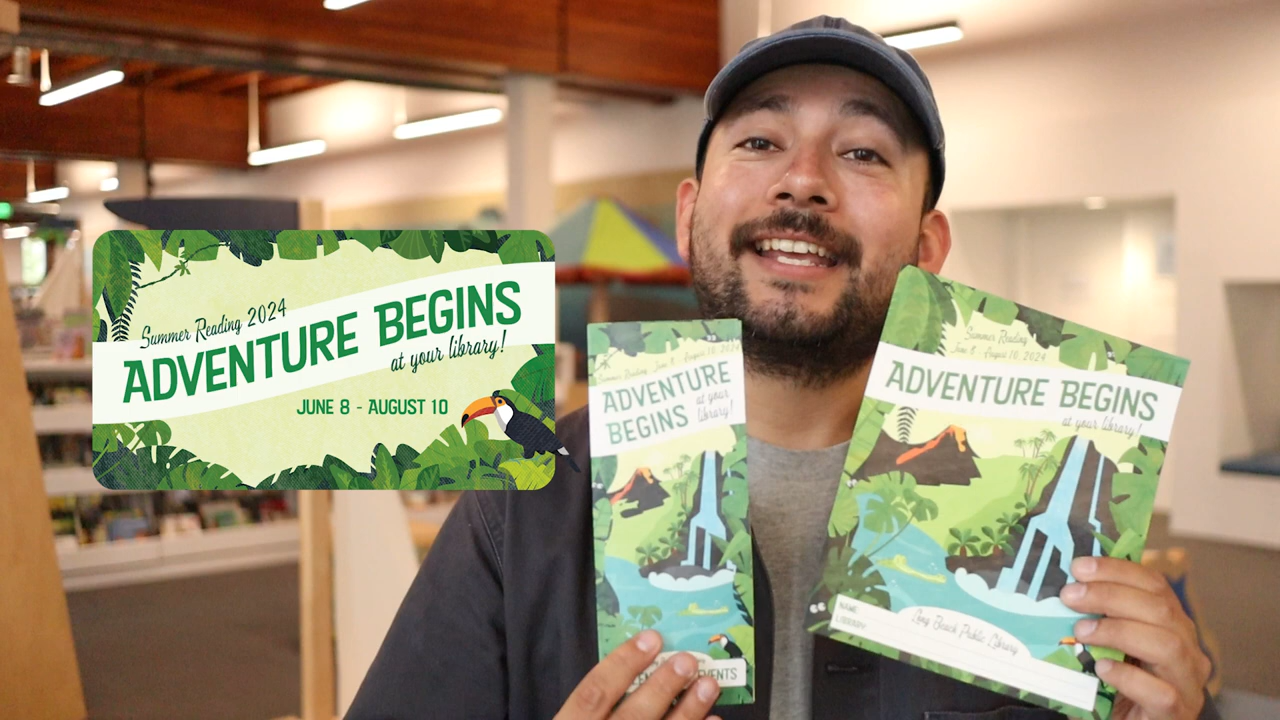 Summer Reading 2024
ADVENTURE BEGINS
at your library!
JUNE 8 - AUGUST 10
Summer Reading June 8 - August 10, 2024
ADVENTURE
BEGINS
at your
library!
EVENTS
Summer Reading
June 8 - August 10, 2024
ADVENTURE BEGINS
at your library!
NAME:
LIBRARY:
Long Beach Public Library